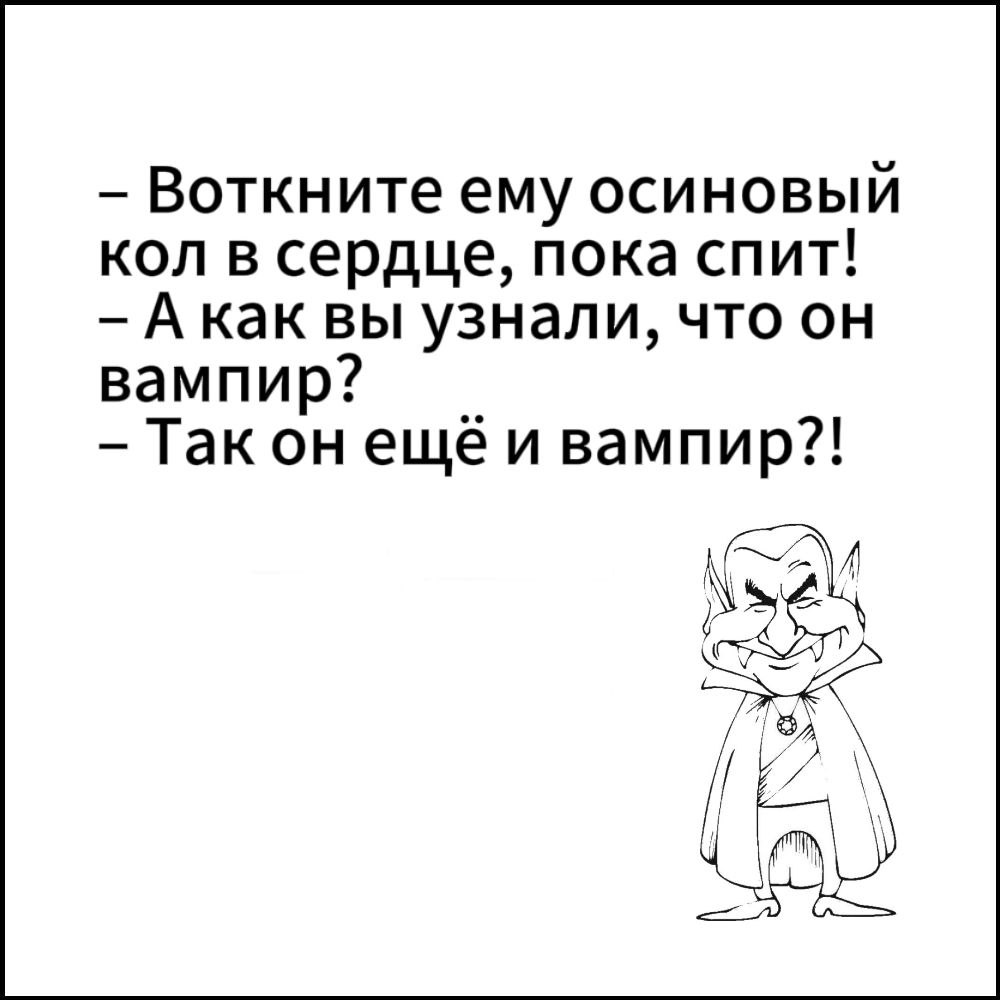 – Воткните ему осиновый
кол в сердце, пока спит!
– А как вы узнали, что он
вампир?
– Так он ещё и вампир?!